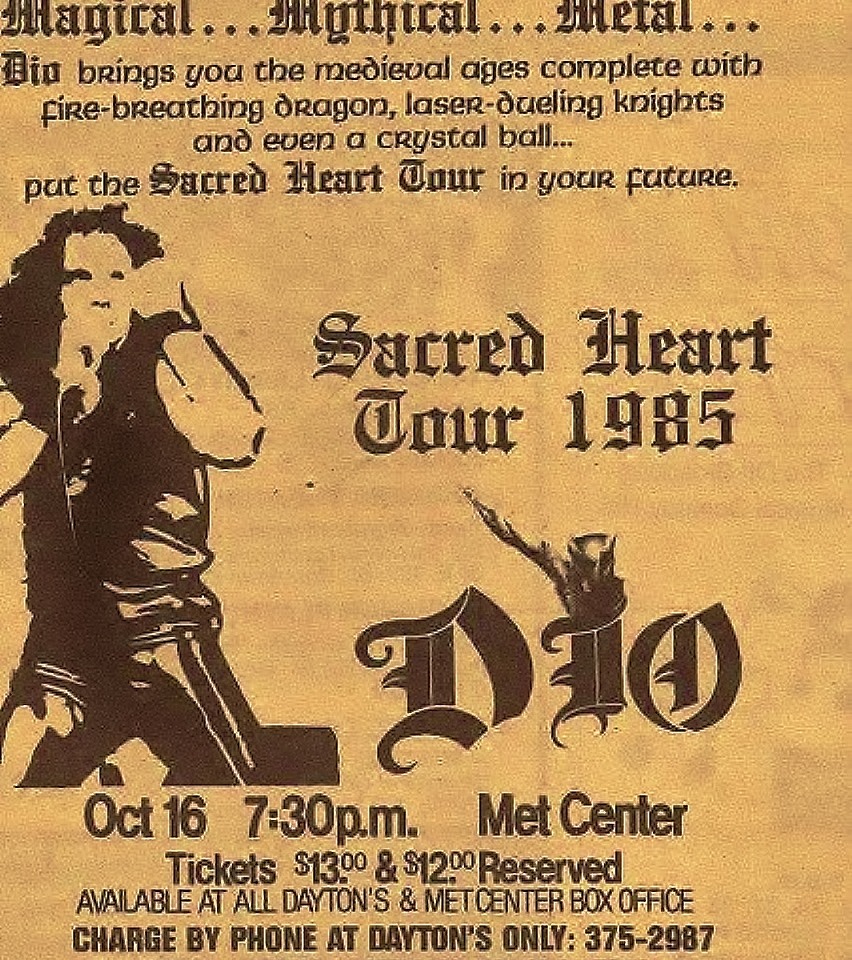 Magical...Mythical...Metal...
Dio brings you the medieval ages complete with
fire-breathing dragon, laser-dueling knights
and even a crystal ball...
put the Sacred Heart Tour in your future.
Sacred Heart
Tour 1985
DIO
Oct 16 7:30p.m. Met Center
Tickets $13.00 & $12.00 Reserved
AVAILABLE AT ALL DAYTON'S & MET CENTER BOX OFFICE
CHARGE BY PHONE AT DAYTON'S ONLY: 375-2987